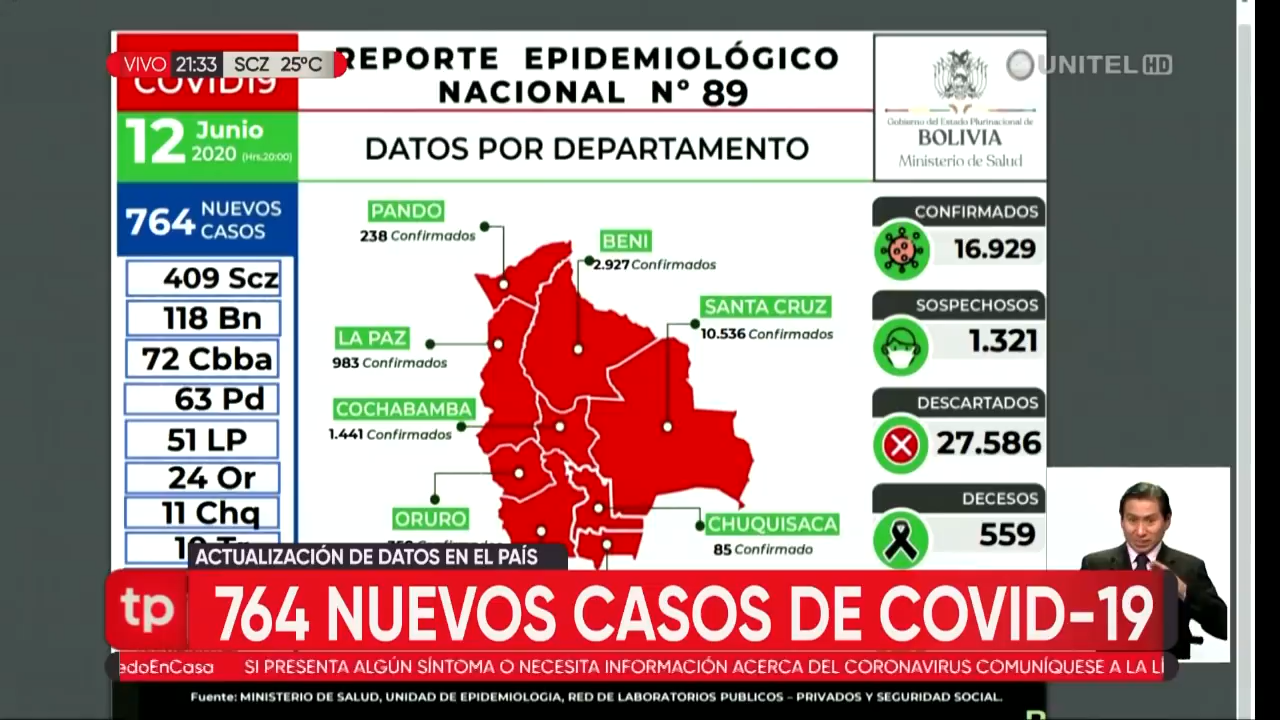 VIVO 21:33 SCZ 25°C
COVID19
REPORTE EPIDEMIOLÓGICO
NACIONAL Nº 89
UNITEL HD
Gobierno del Estado Plurinacional de
BOLIVIA
Ministerio de Salud
12 Junio
2020 (Hrs.20:00)
DATOS POR DEPARTAMENTO
764 NUEVOS
CASOS
409 Scz
118 Bn
72 Cbba
63 Pd
51 LP
24 Or
11 Chq
PANDO
238 Confirmados
BENI
2.927 Confirmados
SANTA CRUZ
10.536 Confirmados
LA PAZ
983 Confirmados
COCHABAMBA
1.441 Confirmados
ORURO
CHUQUISACA
85 Confirmado
CONFIRMADOS
16.929
SOSPECHOSOS
1.321
DESCARTADOS
27.586
DECESOS
559
ACTUALIZACIÓN DE DATOS EN EL PAÍS
tp 764 NUEVOS CASOS DE COVID-19
edoEnCasa SI PRESENTA ALGÚN SÍNTOMA O NECESITA INFORMACIÓN ACERCA DEL CORONAVIRUS COMUNÍQUESE A LA LÍ
Fuente: MINISTERIO DE SALUD, UNIDAD DE EPIDEMIOLOGIA, RED DE LABORATORIOS PUBLICOS – PRIVADOS Y SEGURIDAD SOCIAL.